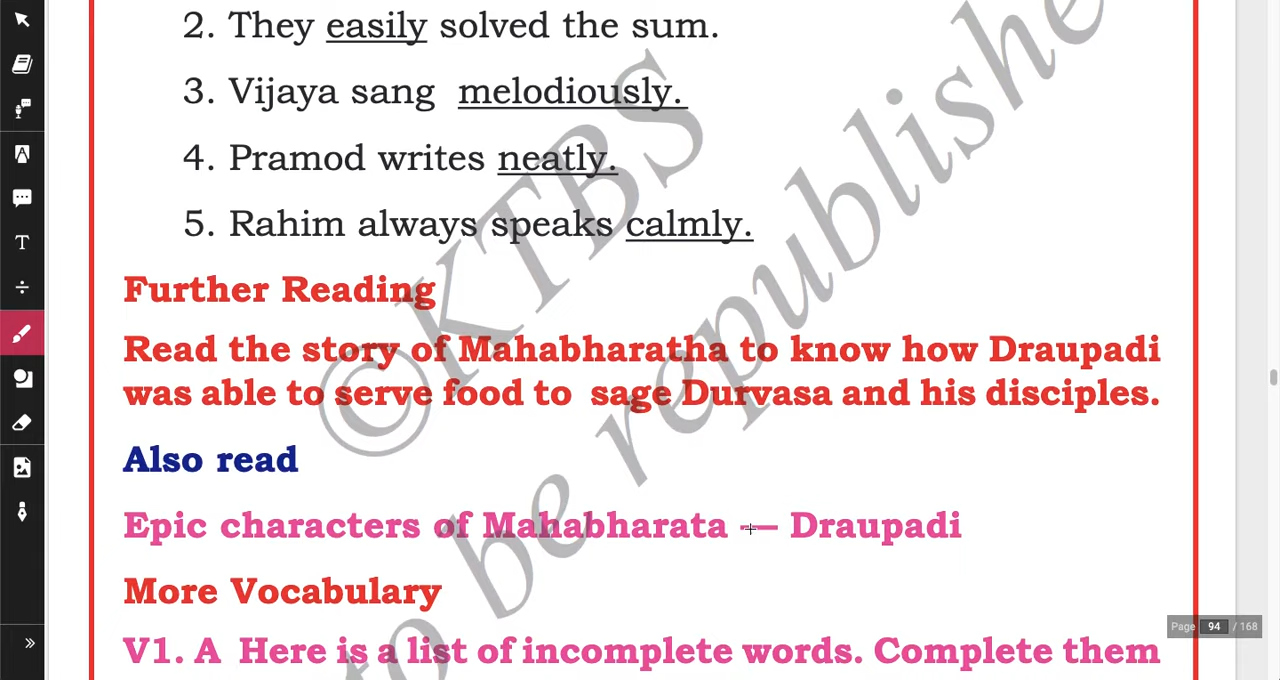 2. They easily solved the sum.
3. Vijaya sang melodiously.
4. Pramod writes neatly.
5. Rahim always speaks calmly.
Further Reading
Read the story of Mahabharatha to know how Draupadi
was able to serve food to sage Durvasa and his disciples.
Also read
Epic characters of Mahabharata — Draupadi
More Vocabulary
V1. A Here is a list of incomplete words. Complete them
©KTBS
to be republishe
Page 94 / 168